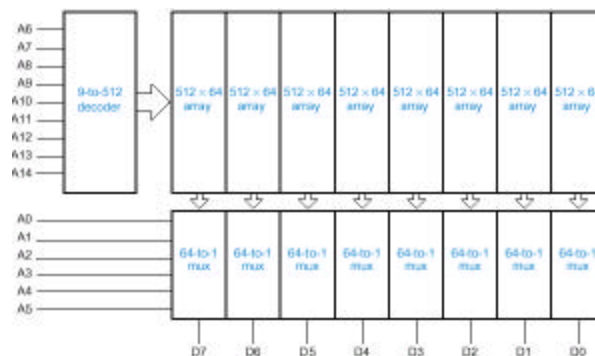 A6
A7
A8
A9
A10
A11
A12
A13
A14
9-to-512
decoder
512 × 64 512 × 64 512 × 64 512 × 64 512 × 64 512 × 64 512 × 64 512 × 64
array array array array array array array array
A0
A1
A2
A3
A4
A5
64-to-1 64-to-1 64-to-1 64-to-1 64-to-1 64-to-1 64-to-1 64-to-1
mux mux mux mux mux mux mux mux
D7 D6 D5 D4 D3 D2 D1 D0